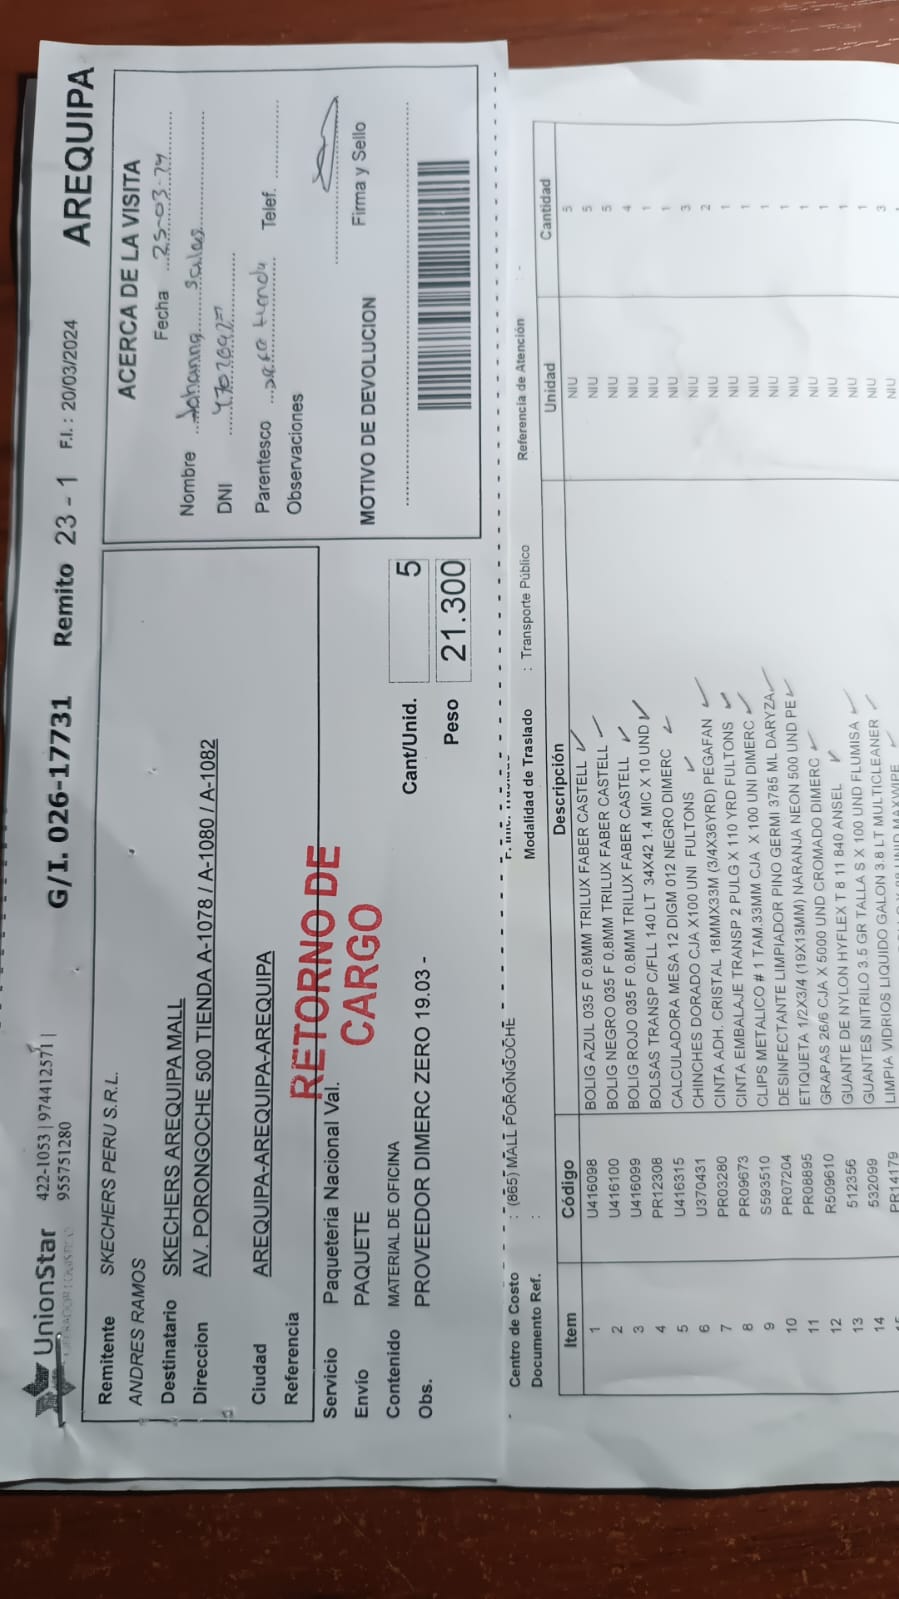 UnionStar
OPERADOR LOGISTICO
422-1053 | 974412571 |
955751280
G/I. 026-17731 Remito 23 - 1 F.I. : 20/03/2024 AREQUIPA
Remitente SKECHERS PERU S.R.L.
ANDRES RAMOS
Destinatario SKECHERS AREQUIPA MALL
Direccion AV. PORONGOCHE 500 TIENDA A-1078 / A-1080 / A-1082
Ciudad AREQUIPA-AREQUIPA-AREQUIPA
Referencia
RETORNO DE
CARGO
Servicio Paqueteria Nacional Val.
Envio PAQUETE
Contenido MATERIAL DE OFICINA
Cant/Unid. 5
Obs. PROVEEDOR DIMERC ZERO 19.03 -
Peso 21.300
ACERCA DE LA VISITA
Fecha
Nombre Johanna Salas
DNI
Parentesco Telef.
Observaciones
Firma y Sello
MOTIVO DE DEVOLUCION
Centro de Costo : (865) MALL PORONGOCHE
Documento Ref. : Modalidad de Traslado : Transporte Público Referencia de Atención : -
Item Código Descripción Unidad Cantidad
1 U416098 BOLIG AZUL 035 F 0.8MM TRILUX FABER CASTELL NIU 5
2 U416100 BOLIG NEGRO 035 F 0.8MM TRILUX FABER CASTELL NIU 5
3 U416099 BOLIG ROJO 035 F 0.8MM TRILUX FABER CASTELL NIU 5
4 PR12308 BOLSAS TRANSP C/FLL 140 LT 34X42 1.4 MIC X 10 UND NIU 4
5 U416315 CALCULADORA MESA 12 DIGM 012 NEGRO DIMERC NIU 1
6 U370431 CHINCHES DORADO CJA X100 UNI FULTONS NIU 1
7 PR03280 CINTA ADH. CRISTAL 18MMX33M (3/4X36YRD) PEGAFAN NIU 3
8 PR09673 CINTA EMBALAJE TRANSP 2 PULG X 110 YRD FULTONS NIU 2
9 S593510 CLIPS METALICO # 1 TAM.33MM CJA X 100 UNI DIMERC NIU 1
10 PR07204 DESINFECTANTE LIMPIADOR PINO GERMI 3785 ML DARYZA NIU 1
11 PR08895 ETIQUETA 1/2X3/4 (19X13MM) NARANJA NEON 500 UND PE NIU 1
12 R509610 GRAPAS 26/6 CJA X 5000 UND CROMADO DIMERC NIU 1
13 512356 GUANTE DE NYLON HYFLEX T 8 11 840 ANSEL NIU 1
14 532099 GUANTES NITRILO 3.5 GR TALLA S X 100 UND FLUMISA NIU 1
PR14179 LIMPIA VIDRIOS LIQUIDO GALON 3.8 LT MULTICLEANER NIU 3